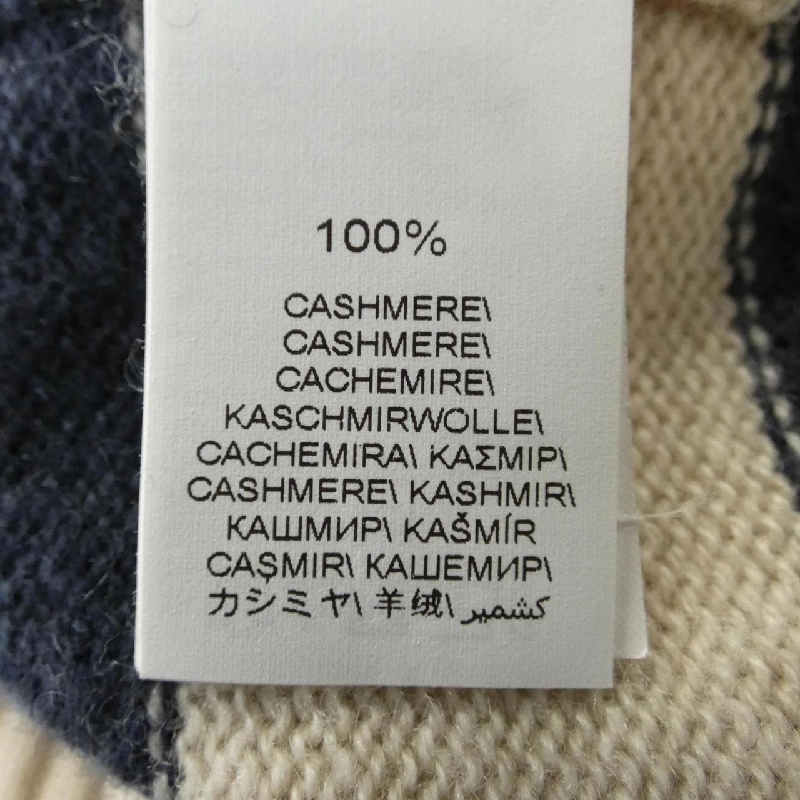 100%
CASHMERE\
CASHMERE\
CACHEMIRE\
KASCHMIRWOLLE\
CACHEMIRA\ ΚΑΣΜΙΡ\
CASHMERE\ KASHMIR\
КАШМИР\ KAŠMÍR
CAŞMIR\ КАШЕМИР\
カシミヤ\ 羊绒\ كشمير